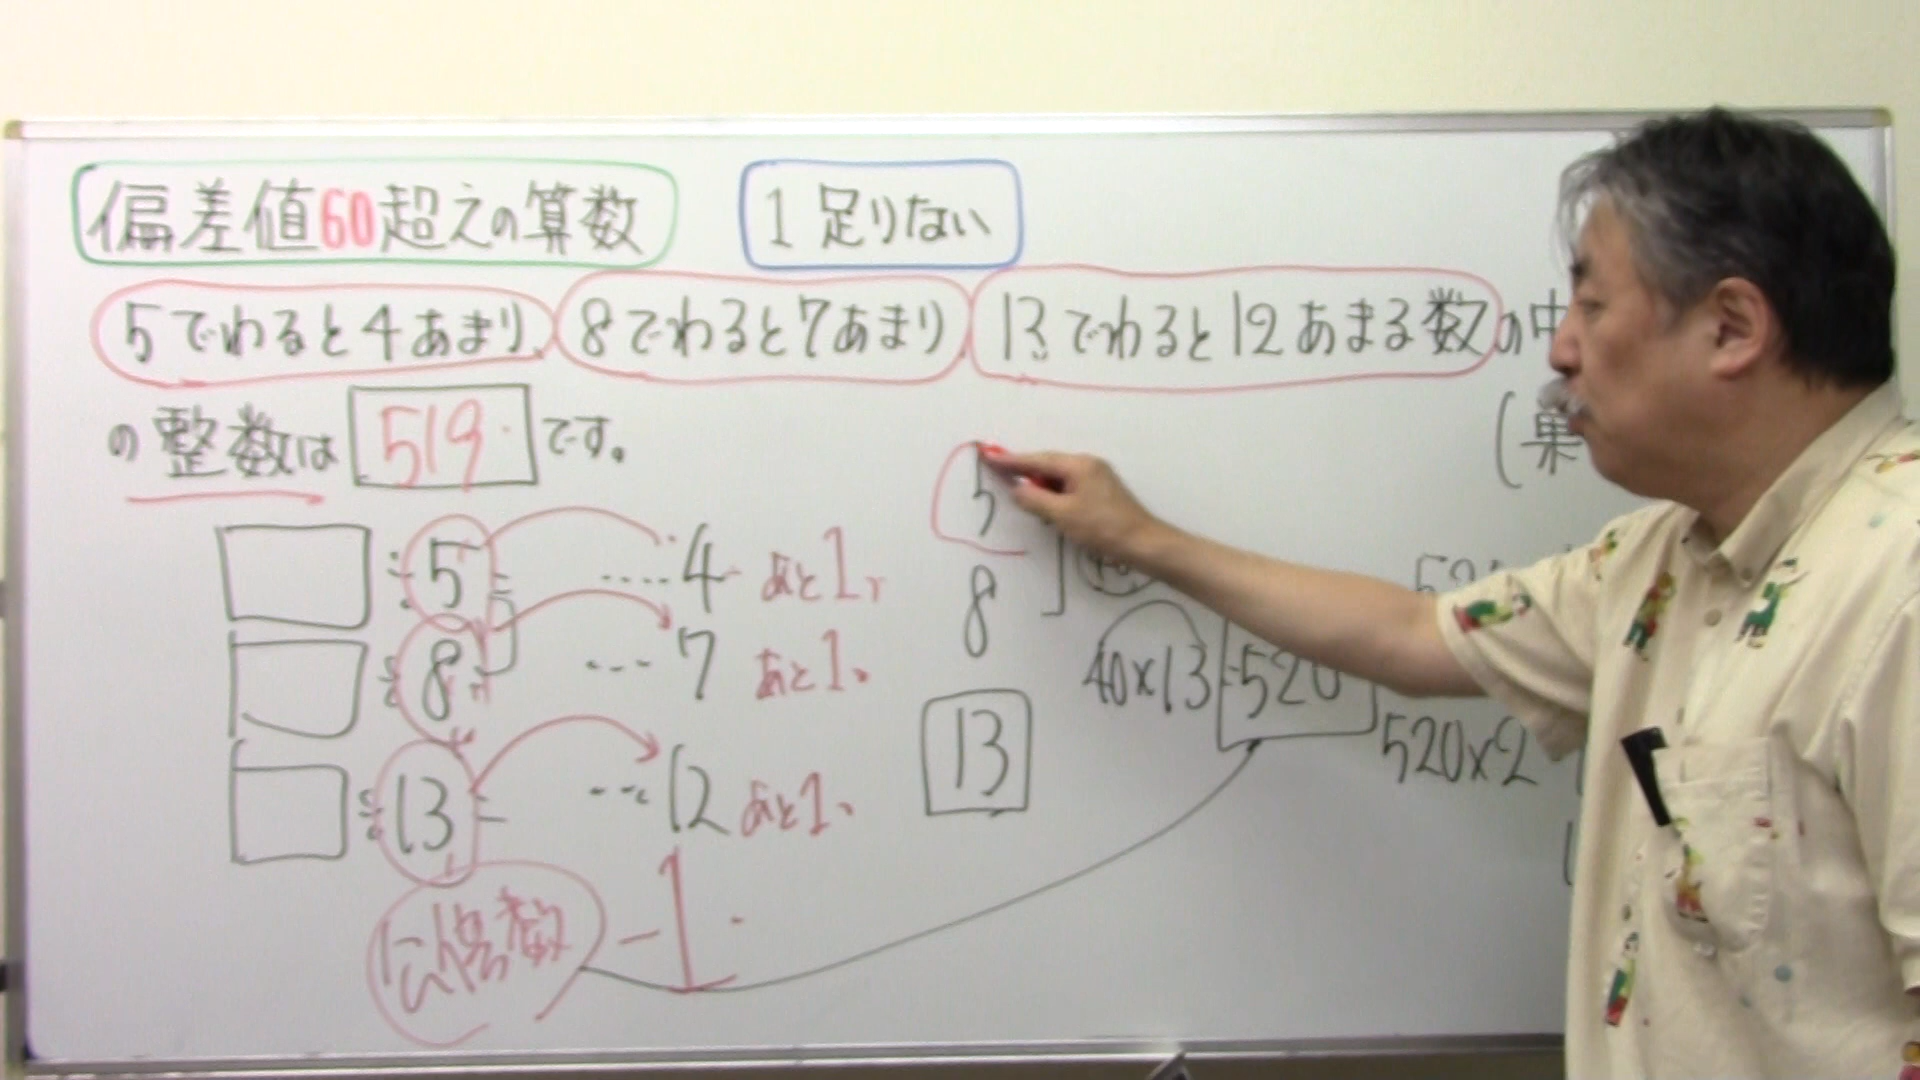 偏差値60超えの算数
1足りない
5でわると4あまり、8でわると7あまり、13でわると12あまる数の中
の整数は 519 です。
(果
5 ....4 あと1、
8 ...7 あと1、
13 ...12 あと1、
公倍数 -1
5
8
13
40×13=520
520×2